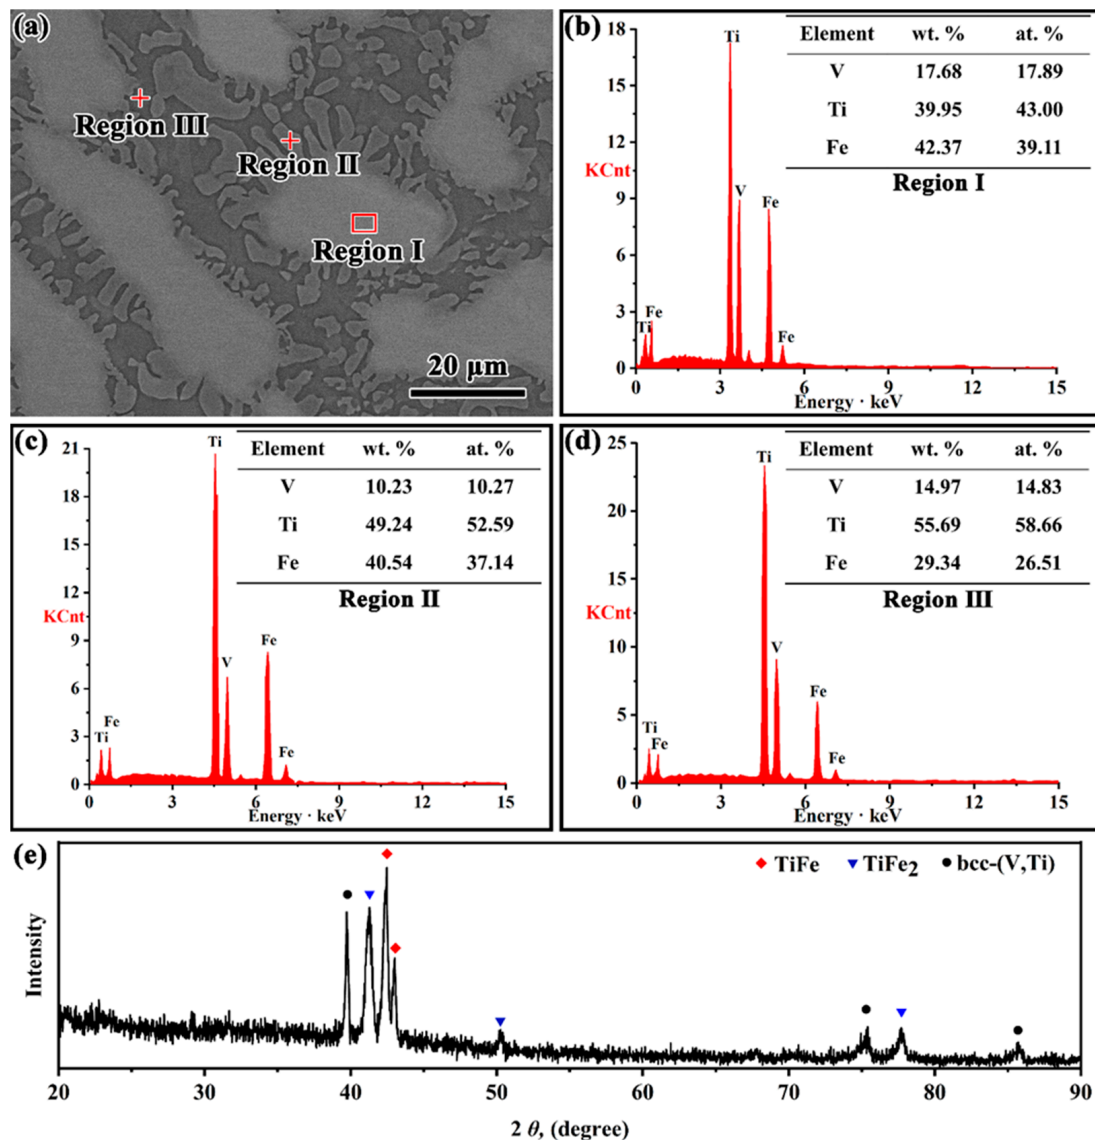 (a)
Region III
Region II
Region I
20 μm
(b)
Element wt. % at. %
V 17.68 17.89
Ti 39.95 43.00
Fe 42.37 39.11
Region I
KCnt
18
15
12
9
6
3
0
Ti
V
Fe
Fe
Ti
Fe
0 3 6 9 12 15
Energy · keV
(c)
Element wt. % at. %
V 10.23 10.27
Ti 49.24 52.59
Fe 40.54 37.14
Region II
KCnt
21
18
15
12
9
6
3
0
Ti
V
Fe
Fe
Ti
Fe
0 3 6 9 12 15
Energy · keV
(d)
Element wt. % at. %
V 14.97 14.83
Ti 55.69 58.66
Fe 29.34 26.51
Region III
KCnt
25
20
15
10
5
0
Ti
V
Fe
Fe
Ti
Fe
0 3 6 9 12 15
Energy · keV
(e)
TiFe TiFe2 bcc-(V,Ti)
Intensity
20 30 40 50 60 70 80 90
2 θ, (degree)